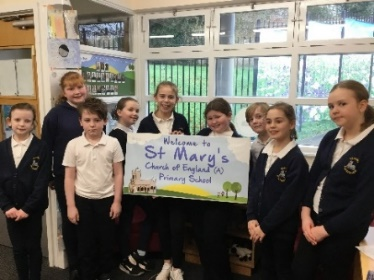 Welcome to
St Mary's
Church of England (A)
Primary School